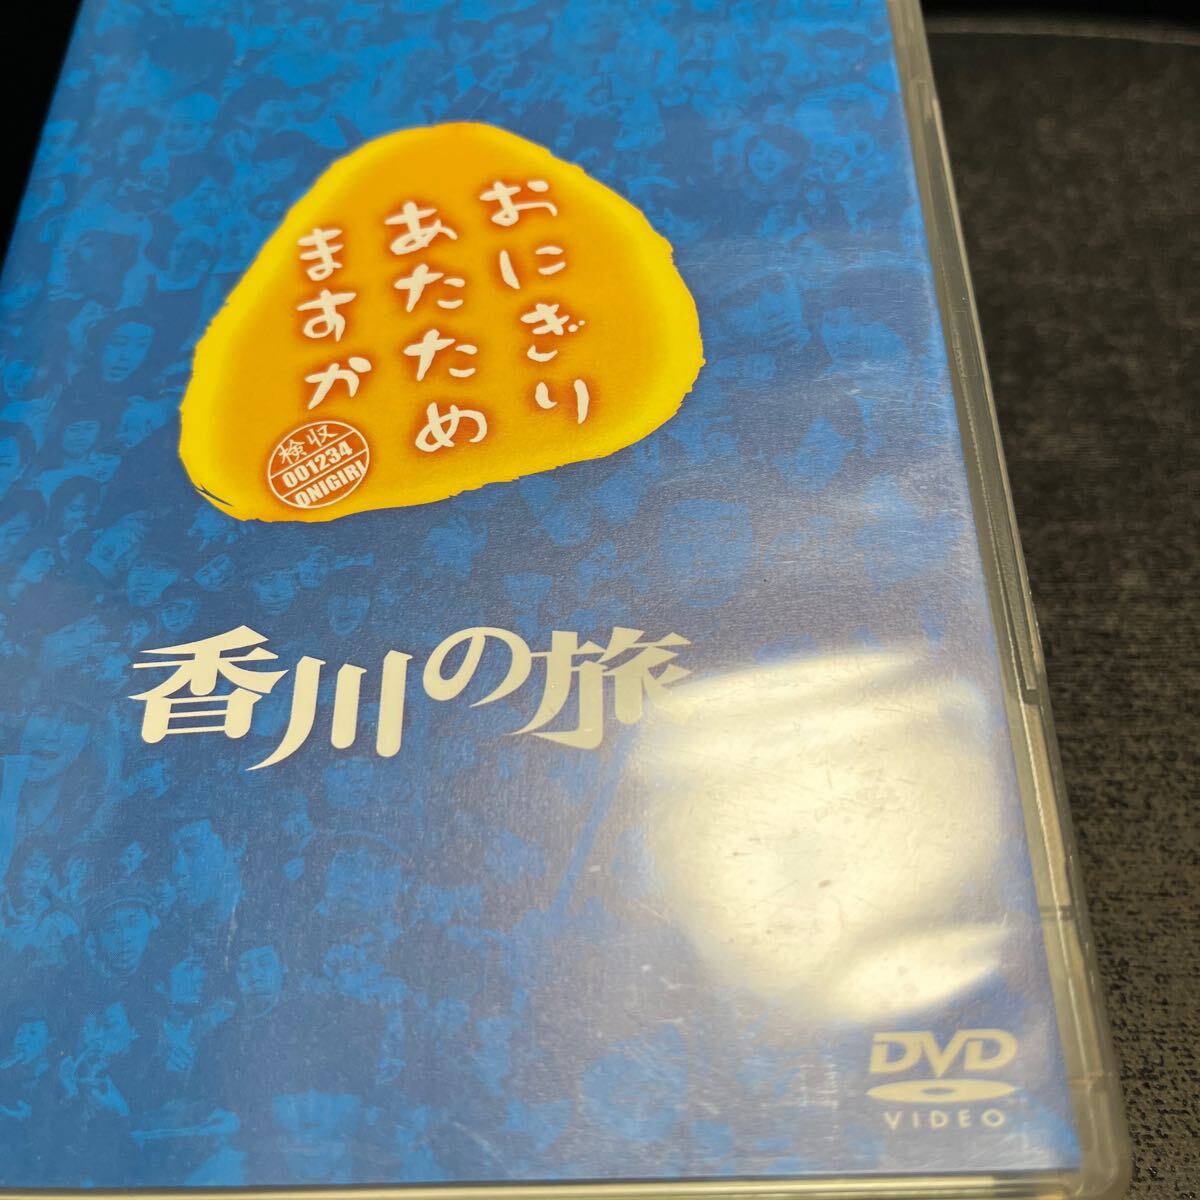 おにぎり
あたため
ますか
検収
001234
ONIGIRI
香川の旅
DVD
VIDEO